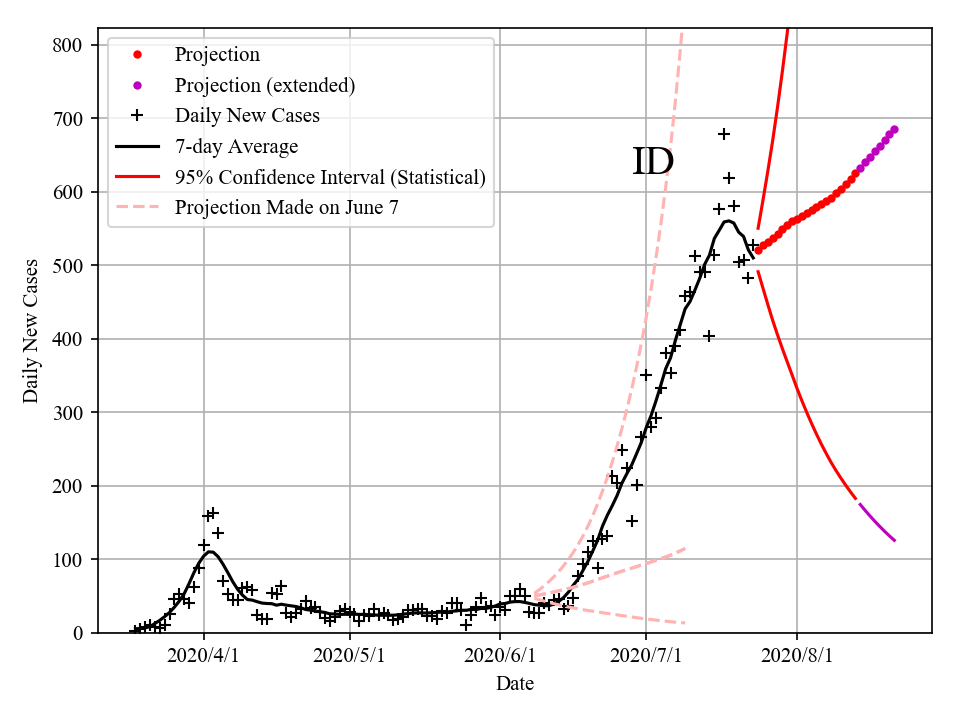 Projection
Projection (extended)
Daily New Cases
7-day Average
95% Confidence Interval (Statistical)
Projection Made on June 7
ID
800
700
600
500
400
300
200
100
0
Daily New Cases
2020/4/1
2020/5/1
2020/6/1
2020/7/1
2020/8/1
Date